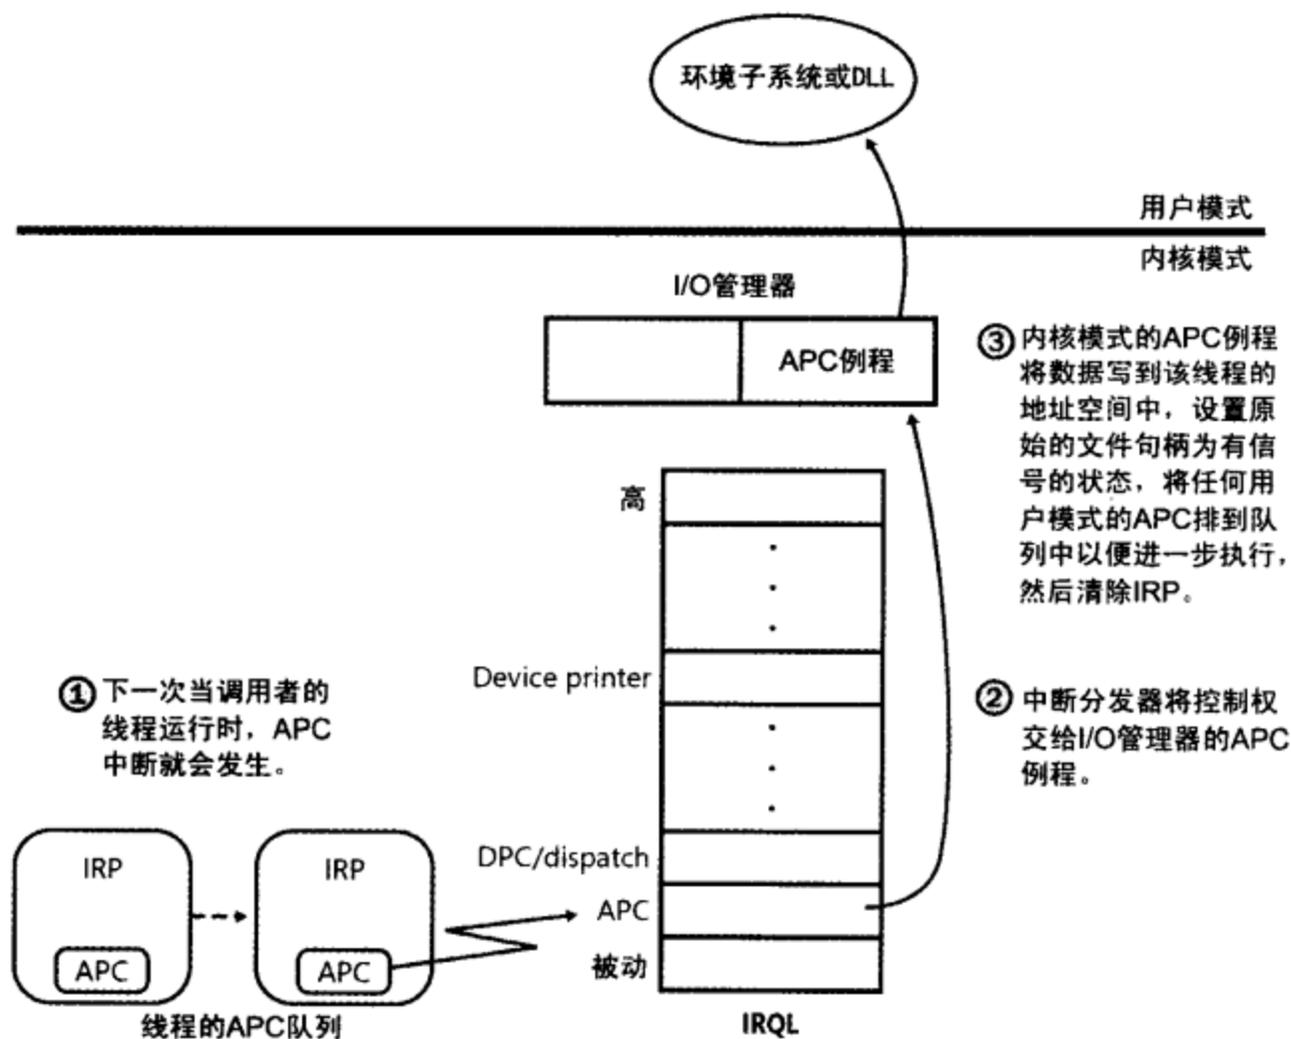 环境子系统或DLL
用户模式
内核模式
I/O管理器
APC例程
③ 内核模式的APC例程
将数据写到该线程的
地址空间中，设置原
始的文件句柄为有信
号的状态，将任何用
户模式的APC排到队
列中以便进一步执行，
然后清除IRP。
高
Device printer
① 下一次当调用者的
线程运行时，APC
中断就会发生。
② 中断分发器将控制权
交给I/O管理器的APC
例程。
DPC/dispatch
IRP
IRP
APC
APC
APC
被动
线程的APC队列
IRQL